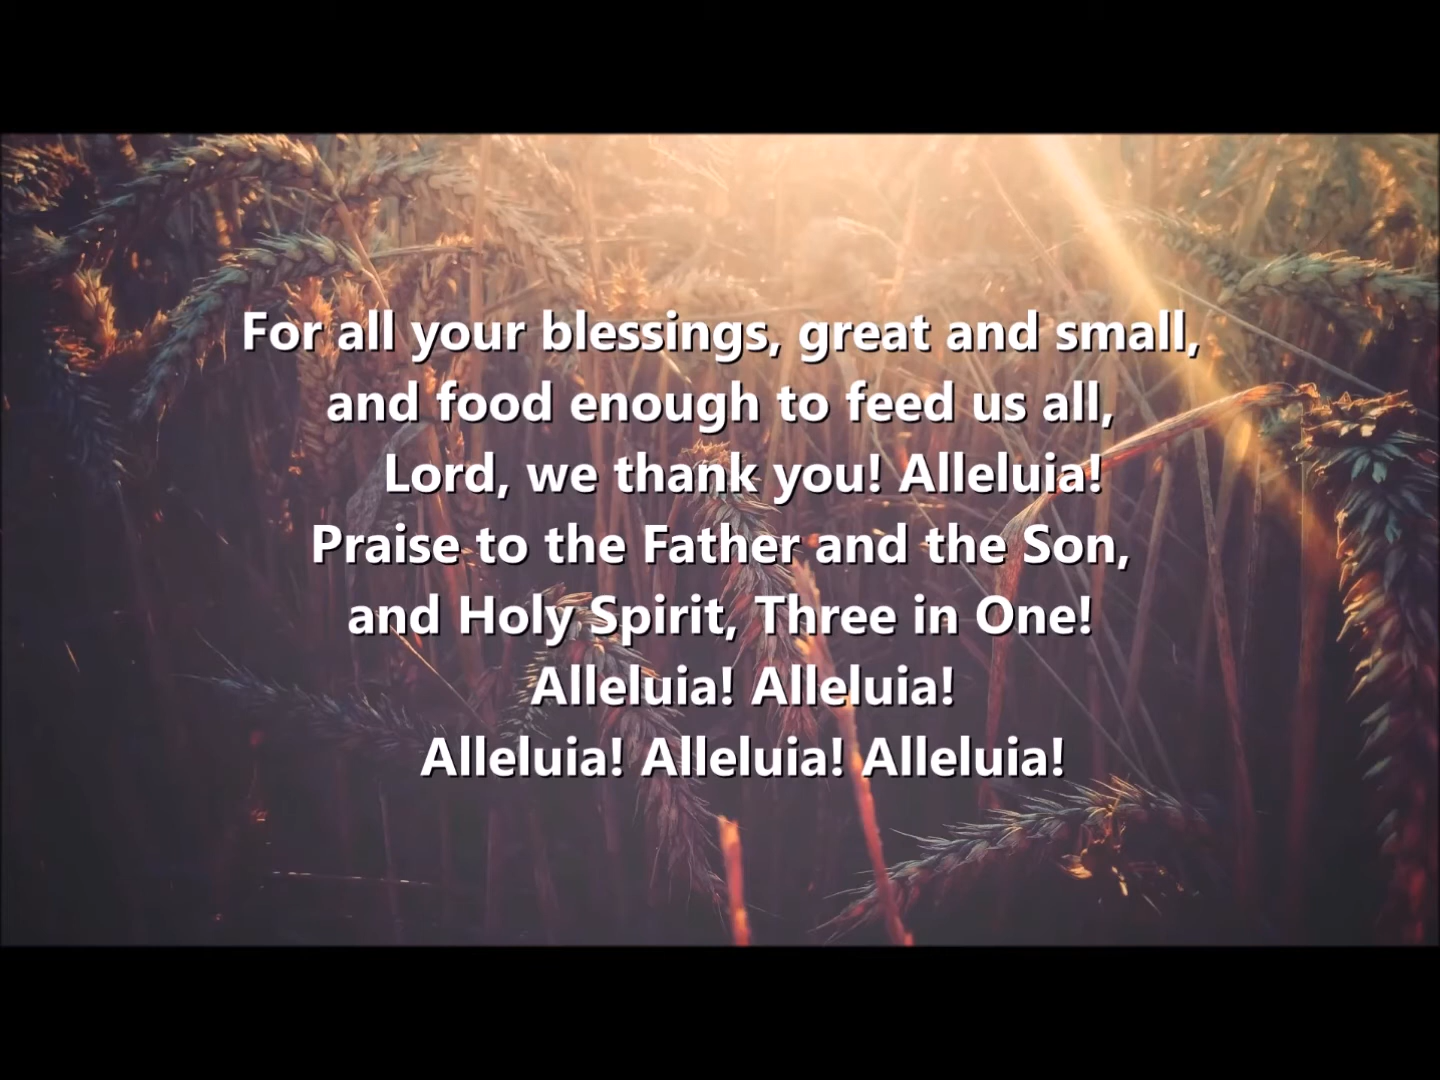 For all your blessings, great and small,
and food enough to feed us all,
Lord, we thank you! Alleluia!
Praise to the Father and the Son,
and Holy Spirit, Three in One!
Alleluia! Alleluia!
Alleluia! Alleluia! Alleluia!